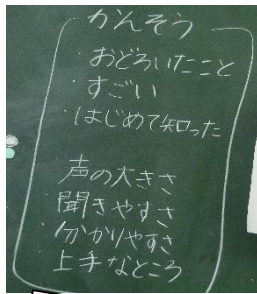 かんそう
・おどろいたこと
・すごい
・はじめて知った
声の大きさ
聞きやすさ
分かりやすさ
上手なところ